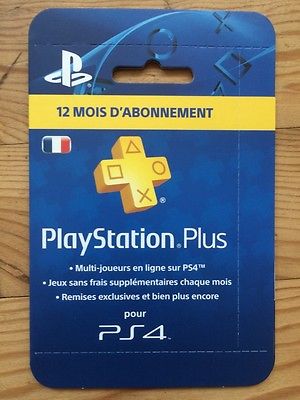 12 MOIS D'ABONNEMENT
PlayStation®Plus
• Multi-joueurs en ligne sur PS4™
• Jeux sans frais supplémentaires chaque mois
• Remises exclusives et bien plus encore
pour
PS4™